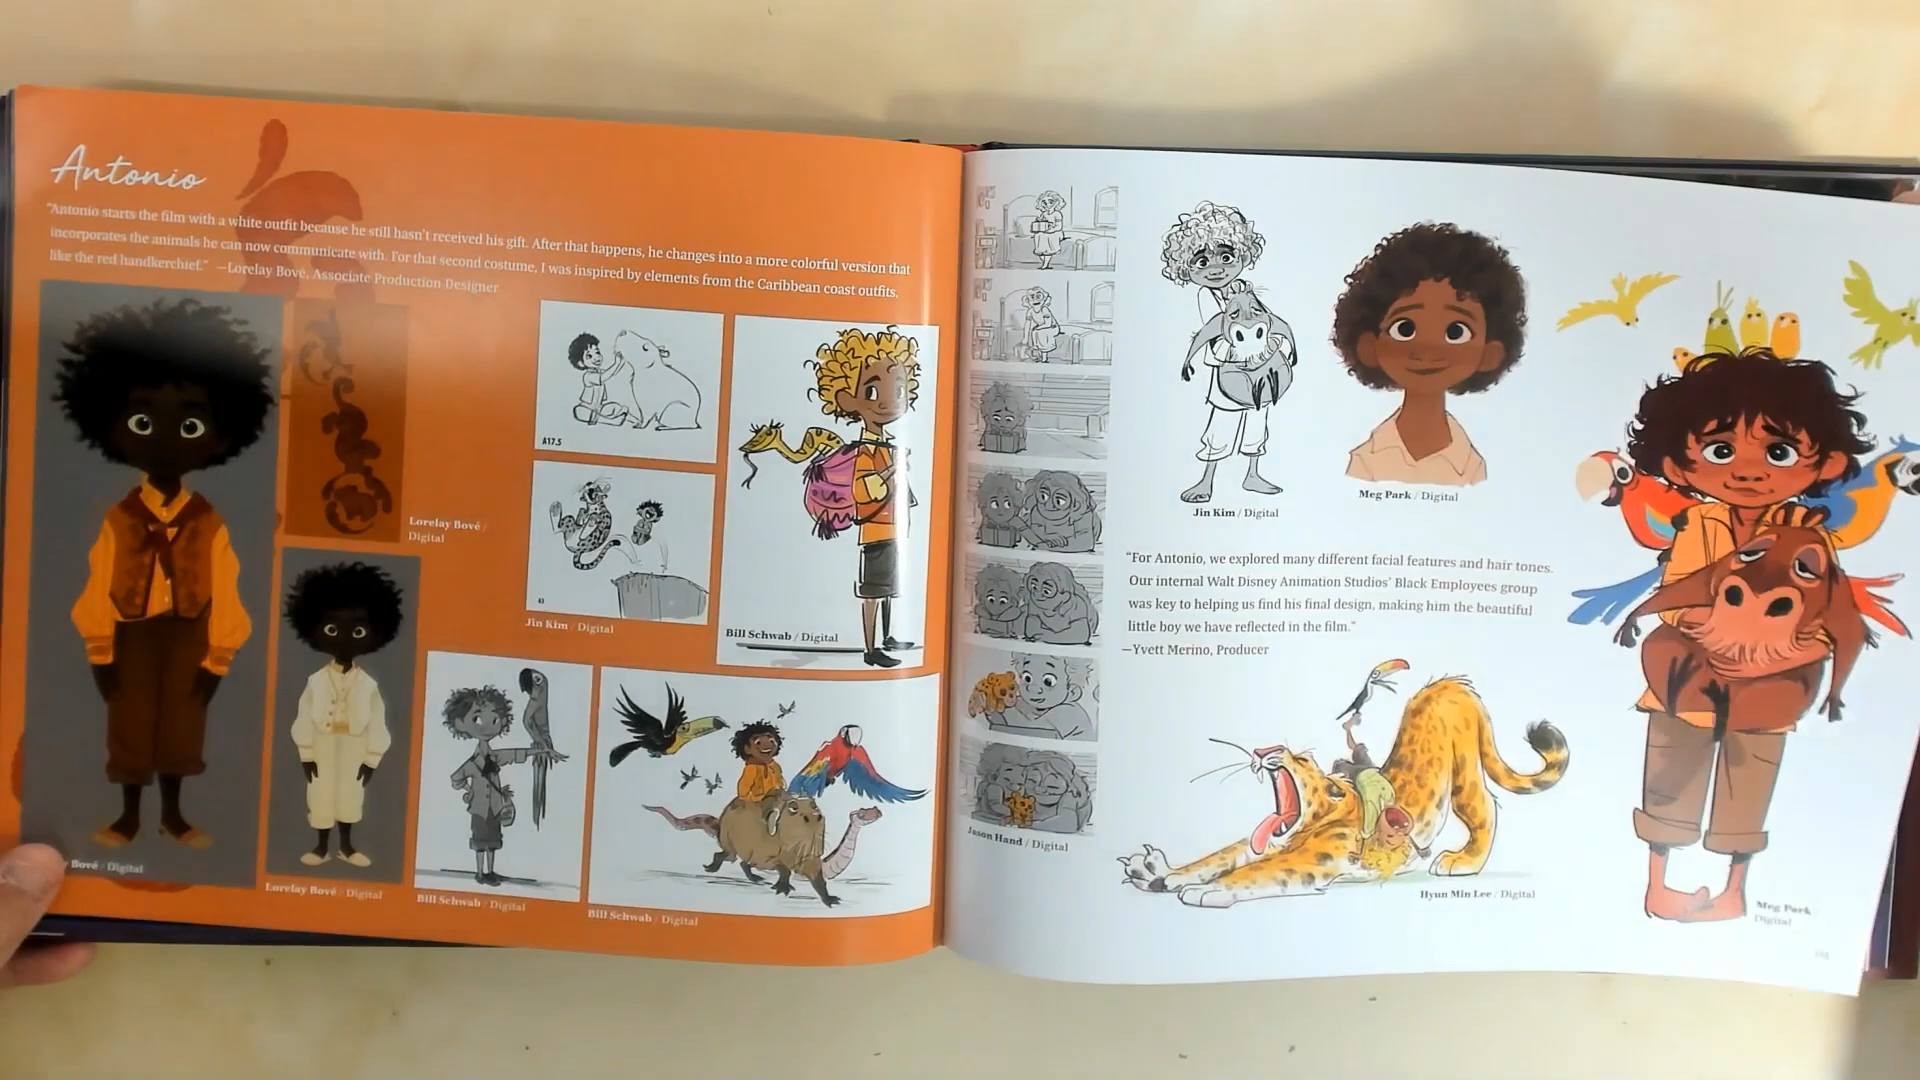 Antonio
"Antonio starts the film with a white outfit because he still hasn't received his gift. After that happens, he changes into a more colorful version that
incorporates the animals he can now communicate with. For that second costume, I was inspired by elements from the Caribbean coast outfits,
like the red handkerchief." —Lorelay Bové, Associate Production Designer
Lorelay Bové /
Digital
A17.5
Jin Kim / Digital
Bill Schwab / Digital
Bové / Digital
Lorelay Bové / Digital
Bill Schwab / Digital
Bill Schwab / Digital
Jason Hand / Digital
Jin Kim / Digital
Meg Park / Digital
"For Antonio, we explored many different facial features and hair tones.
Our internal Walt Disney Animation Studios' Black Employees group
was key to helping us find his final design, making him the beautiful
little boy we have reflected in the film."
—Yvett Merino, Producer
Hyun Min Lee / Digital
Meg Park
Digital